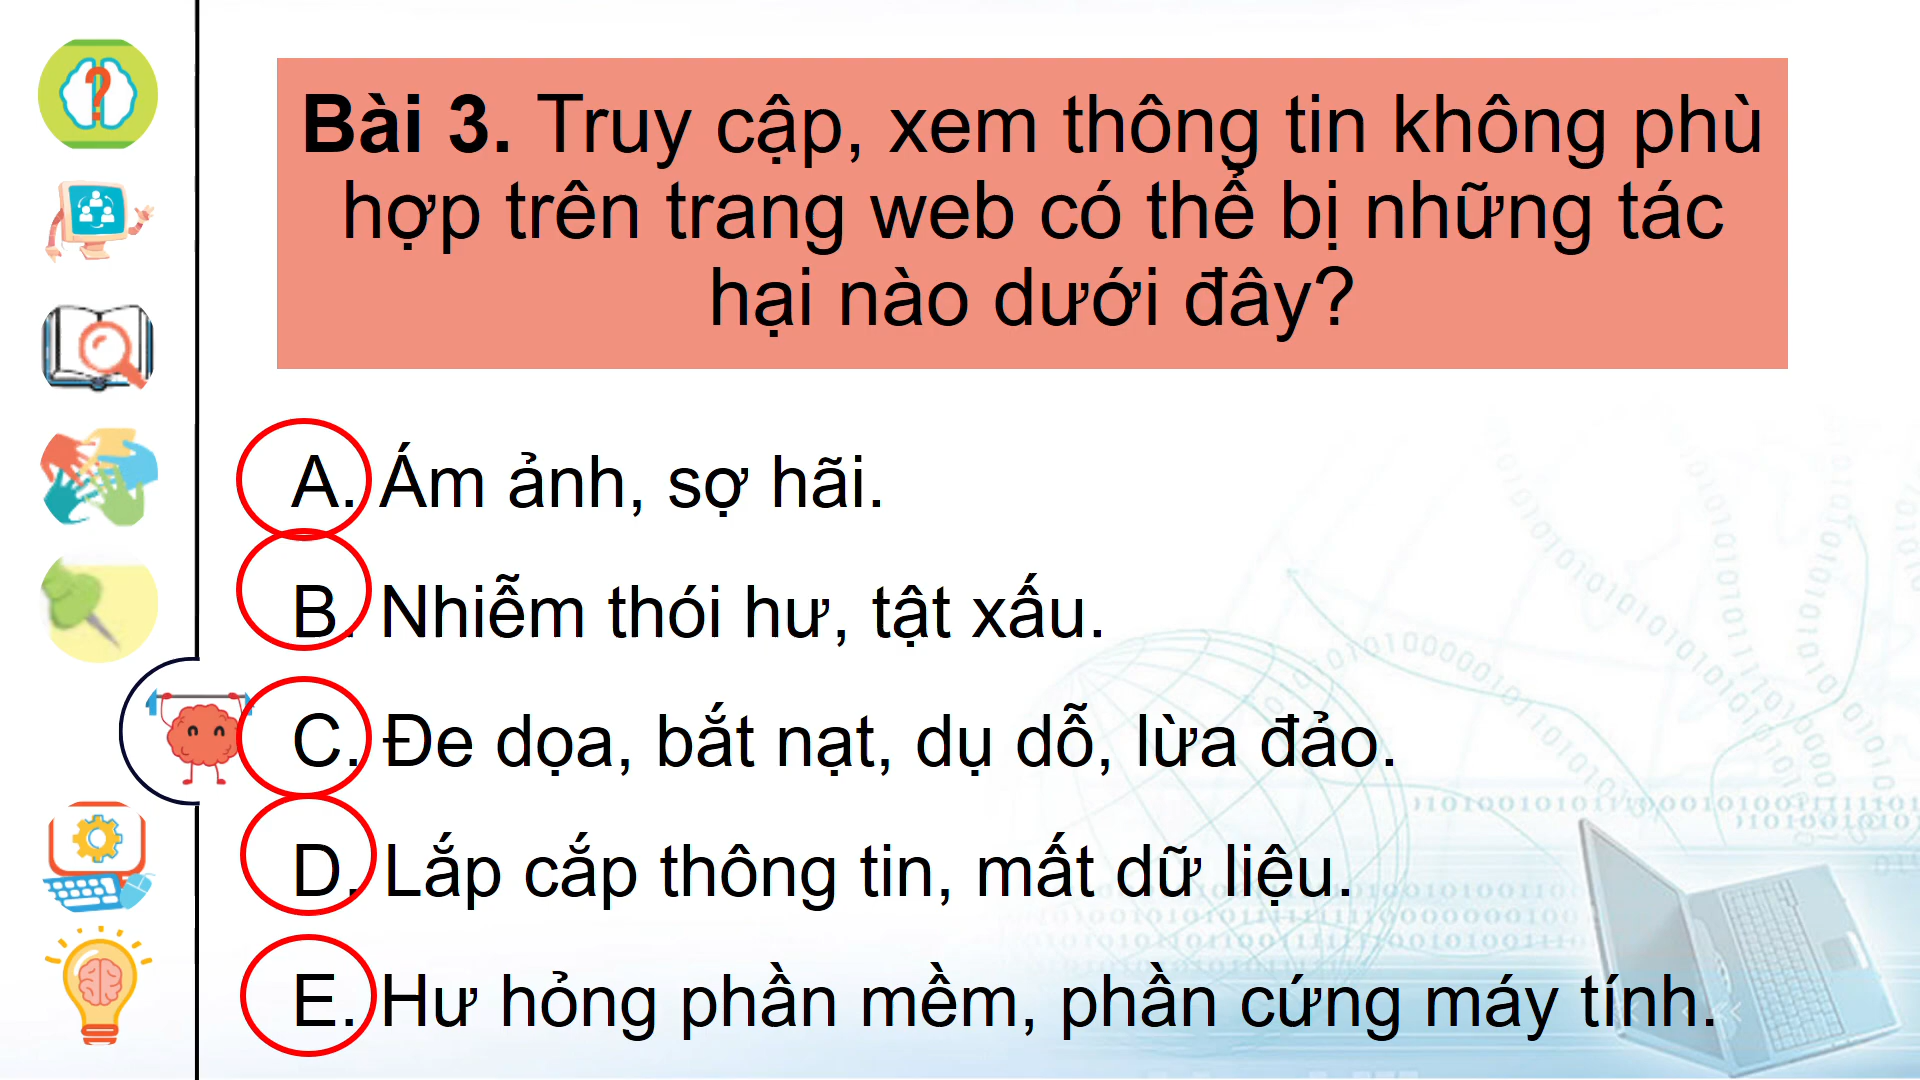 Bài 3. Truy cập, xem thông tin không phù
hợp trên trang web có thể bị những tác
hại nào dưới đây?
A. Ám ảnh, sợ hãi.
B. Nhiễm thói hư, tật xấu.
C. Đe dọa, bắt nạt, dụ dỗ, lừa đảo.
D. Lắp cắp thông tin, mất dữ liệu.
E. Hư hỏng phần mềm, phần cứng máy tính.